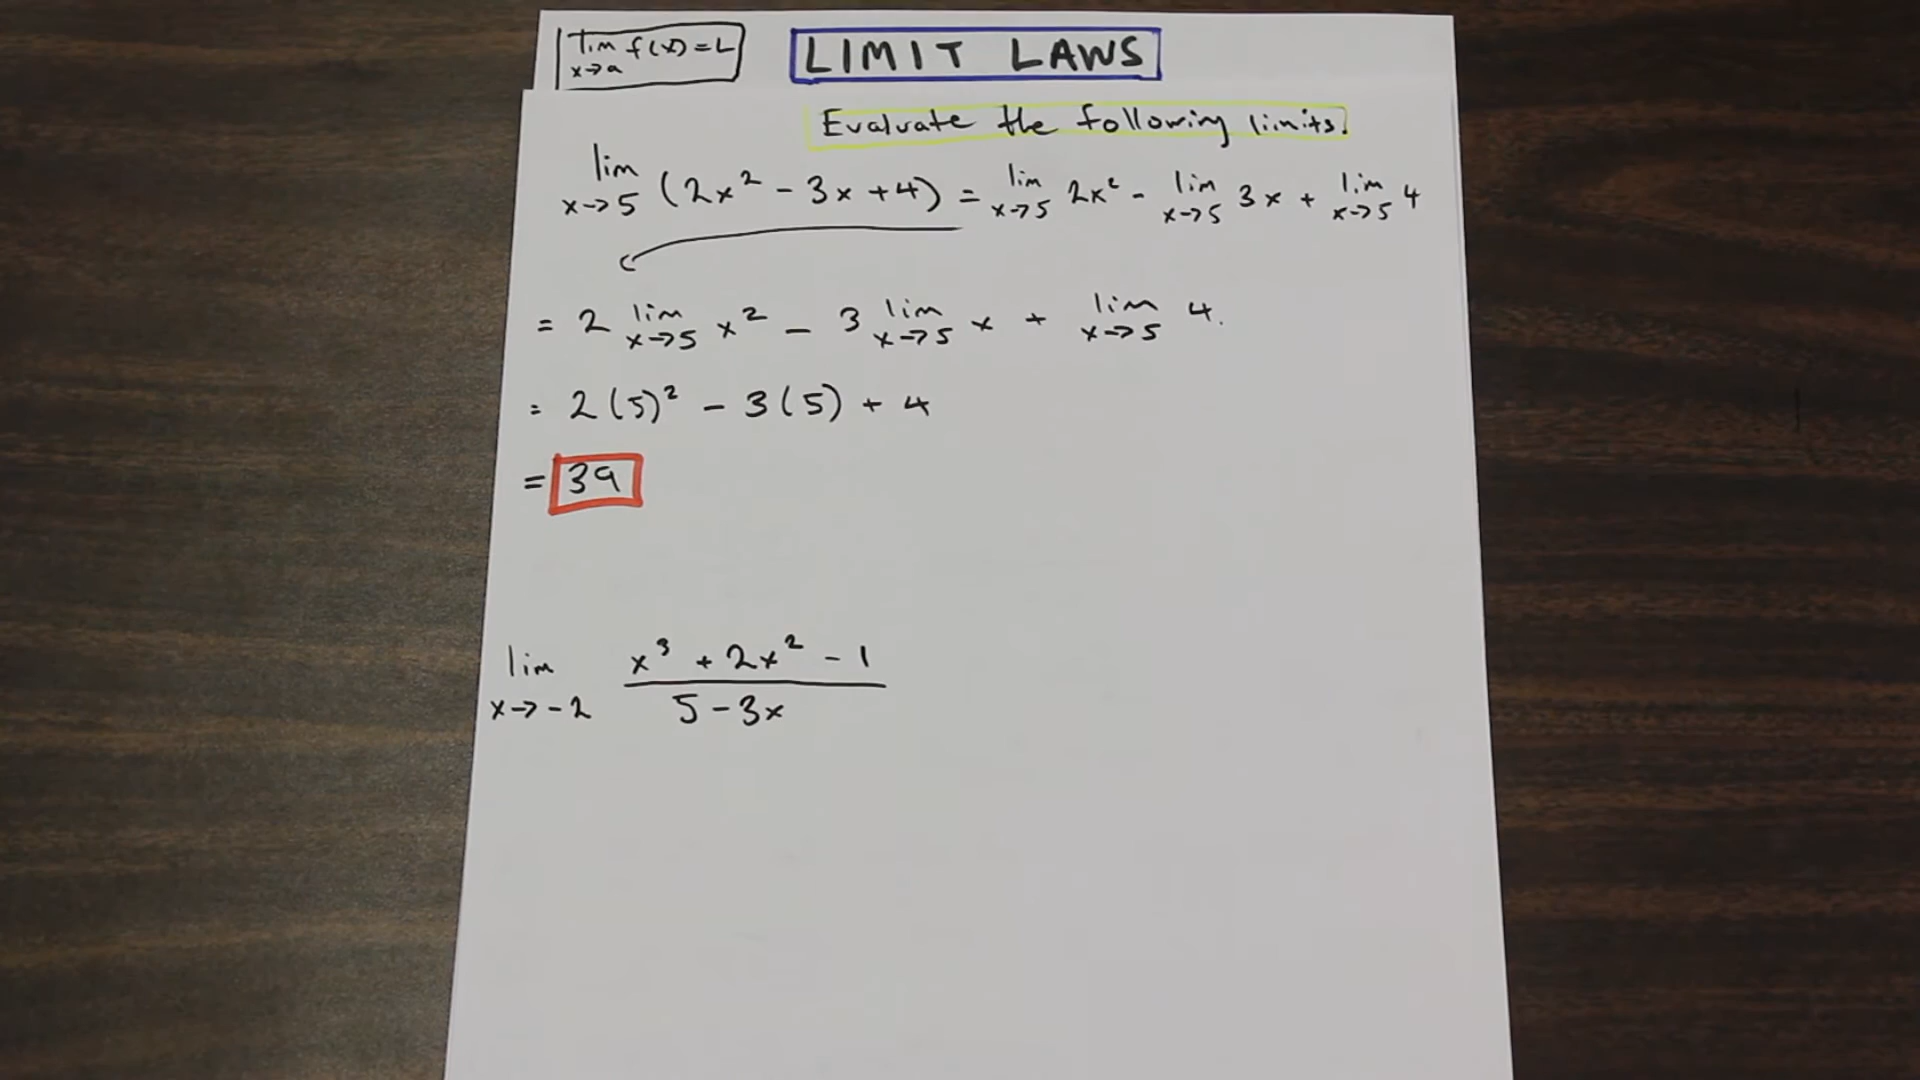 lim f(x) = L
x→a
LIMIT LAWS
Evaluate the following limits.
lim x→5 (2x² - 3x + 4) = lim x→5 2x² - lim x→5 3x + lim x→5 4
= 2 lim x→5 x² - 3 lim x→5 x + lim x→5 4.
= 2(5)² - 3(5) + 4
= 39
lim x→-2 (x³ + 2x² - 1)/(5 - 3x)